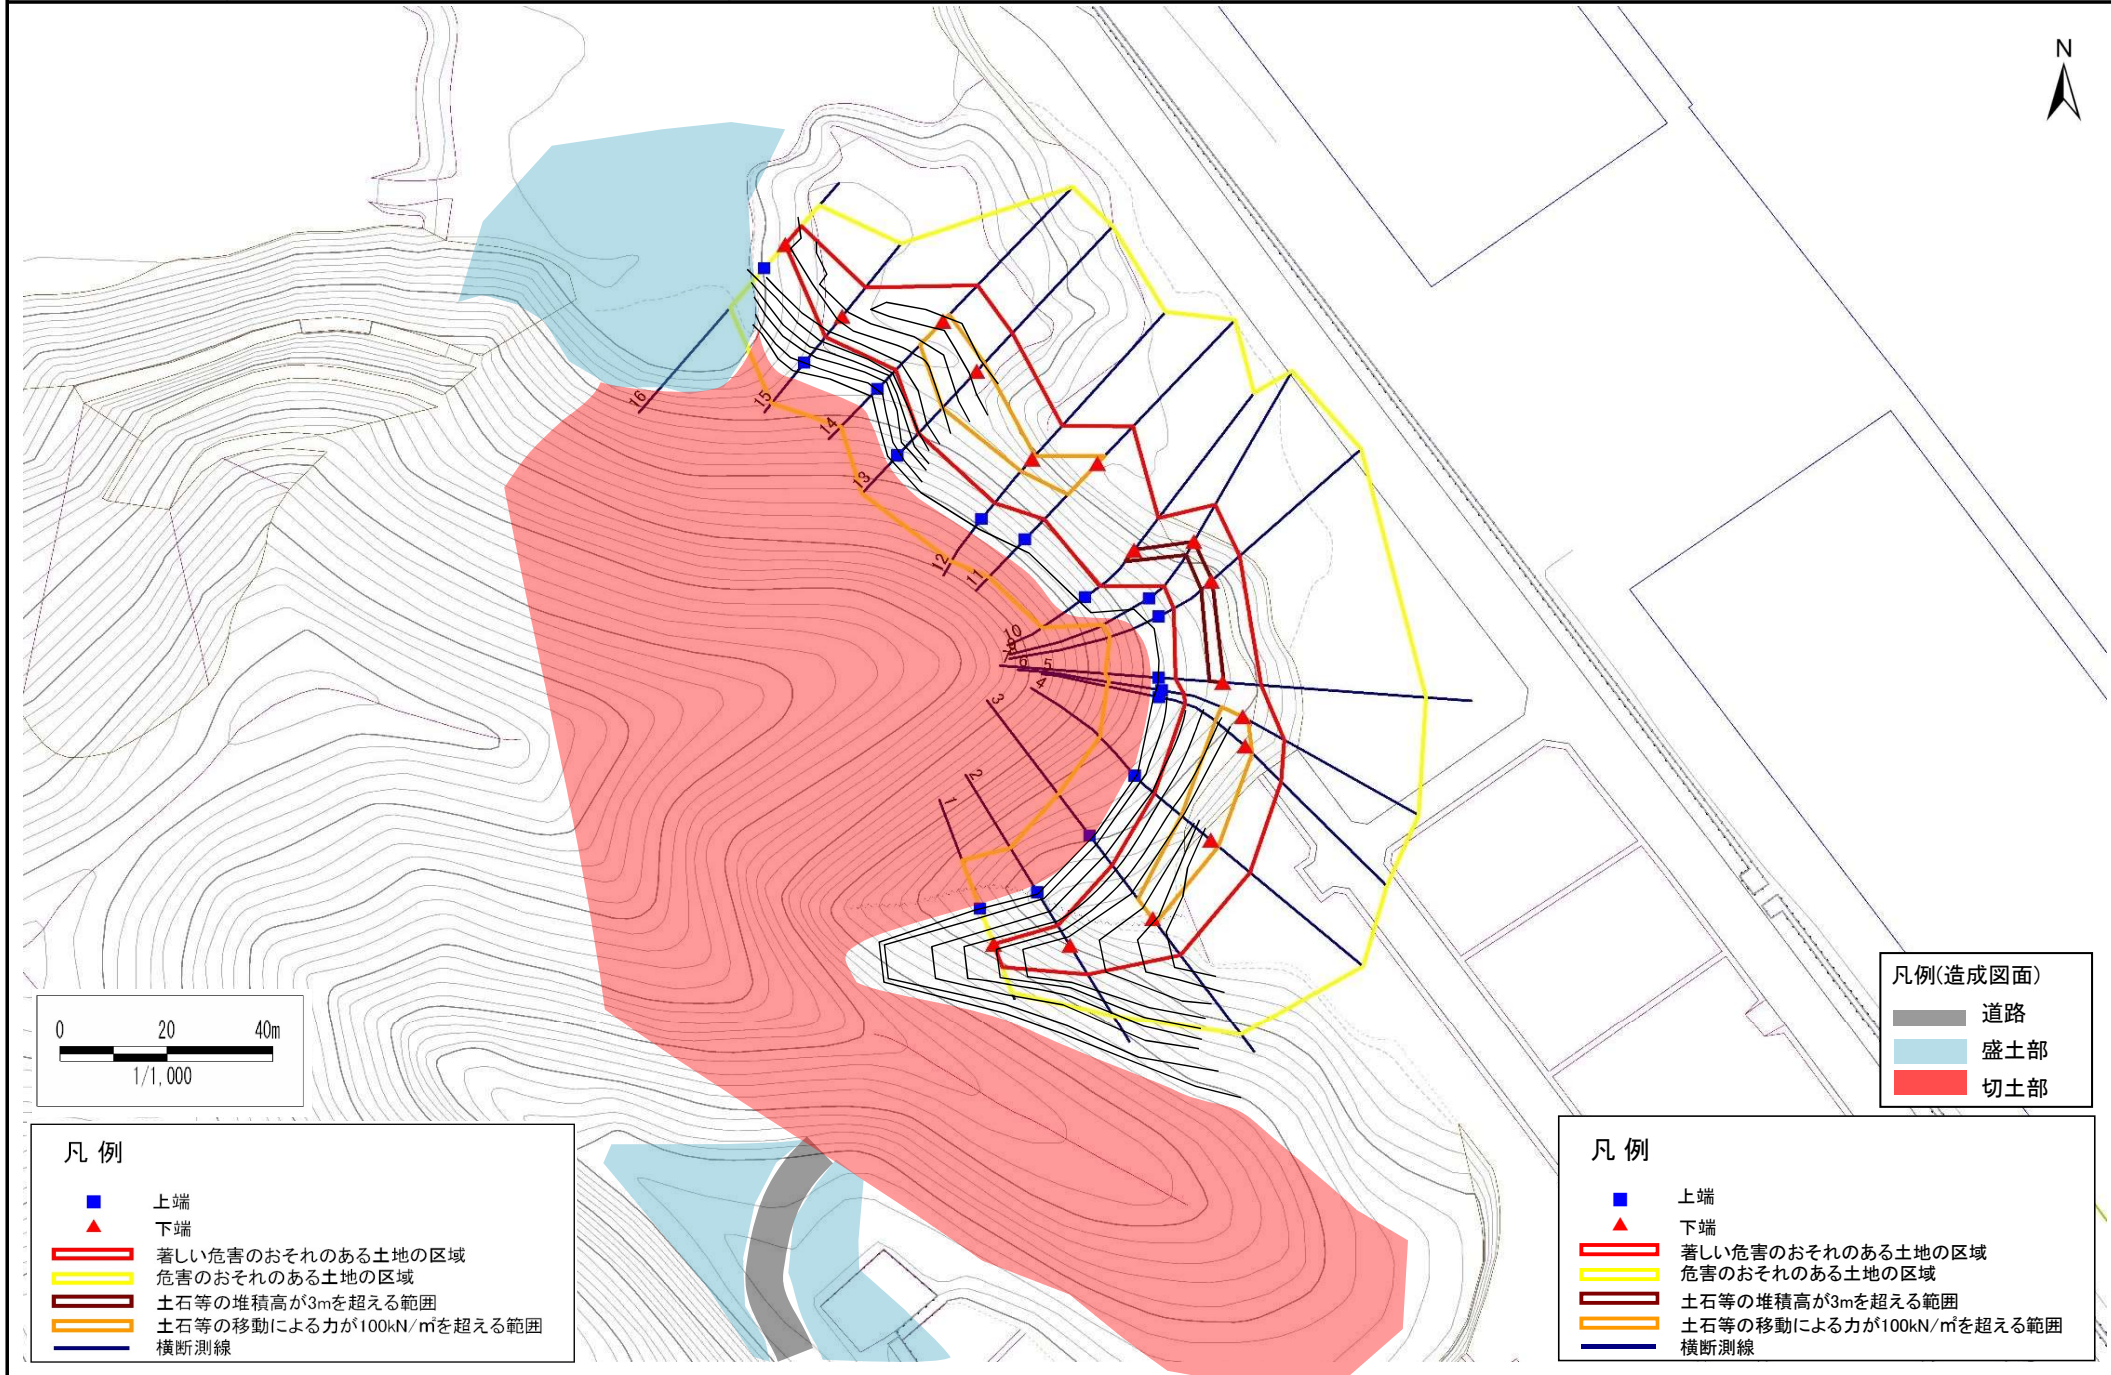 N
16
15
14
13
12
11
10
7
6
5
4
3
2
1
0 20 40m
1/1,000
凡例(造成図面)
道路
盛土部
切土部
凡 例
上端
下端
著しい危害のおそれのある土地の区域
危害のおそれのある土地の区域
土石等の堆積高が3mを超える範囲
土石等の移動による力が100kN/㎡を超える範囲
横断測線
凡 例
上端
下端
著しい危害のおそれのある土地の区域
危害のおそれのある土地の区域
土石等の堆積高が3mを超える範囲
土石等の移動による力が100kN/㎡を超える範囲
横断測線